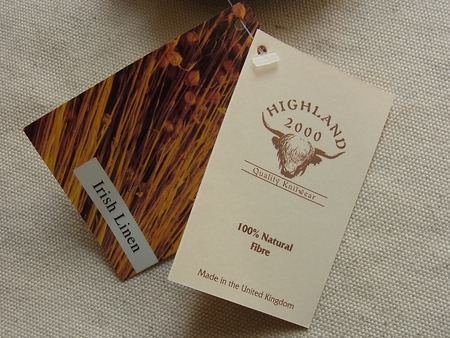 Irish Linen
HIGHLAND
2000
Quality Knitwear
100% Natural
Fibre
Made in the United Kingdom